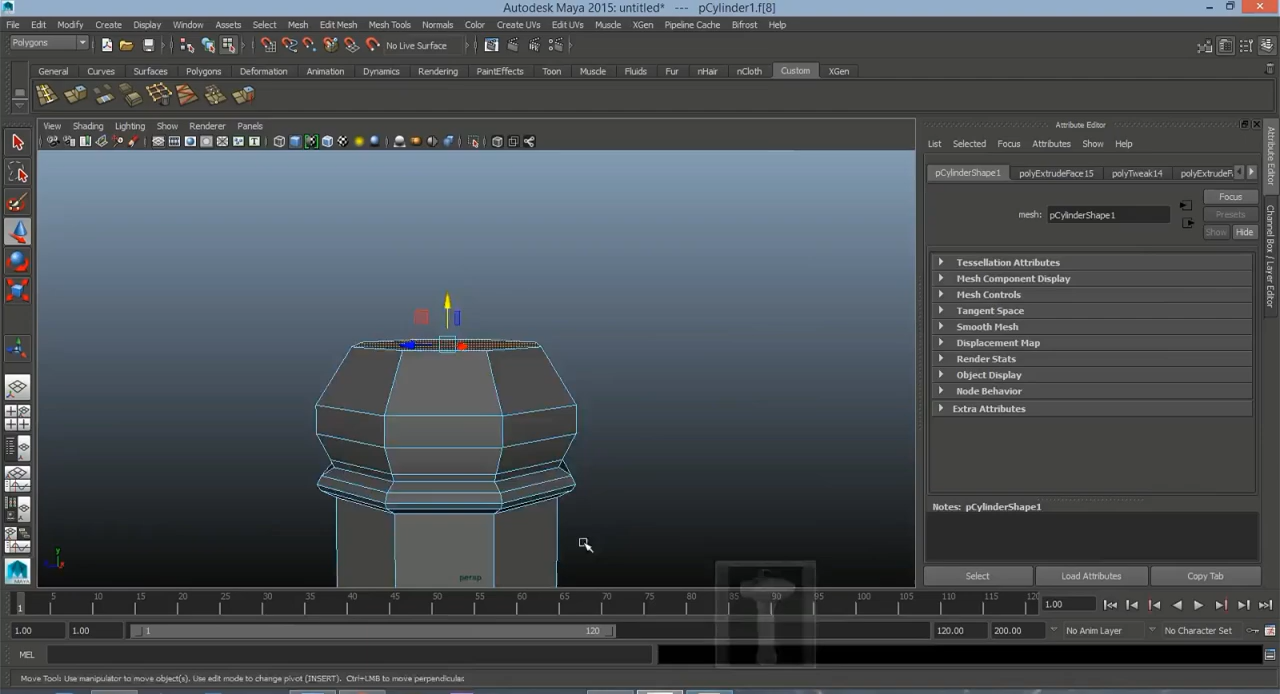 Autodesk Maya 2015: untitled* --- pCylinder1.f[8]
File Edit Create Display Window Assets Select Mesh Edit Mesh Mesh Tools Normals Color Create UVs Edit UVs Muscle XGen Pipeline Cache Bifrost Help
Polygons No Live Surface
General Curves Surfaces Polygons Deformation Animation Dynamics Rendering PaintEffects Toon Muscle Fluids Fur nHair nCloth Custom XGen
View Shading Lighting Show Renderer Panels
Attribute Editor
List Selected Focus Attributes Show Help
pCylinderShape1 polyExtrudeFace15 polyTweak14 polyExtrudeF
Focus
mesh: pCylinderShape1
Presets
Show Hide
Tessellation Attributes
Mesh Component Display
Mesh Controls
Tangent Space
Smooth Mesh
Displacement Map
Render Stats
Object Display
Node Behavior
Extra Attributes
Notes: pCylinderShape1
Select Load Attributes Copy Tab
Attribute Editor
Channel Box / Layer Editor
y
persp
MAYA
1 5 10 15 20 25 30 35 40 45 50 55 60 65 70 75 80 85 90 95 100 105 110 115 120 1.00
1.00 1.00 1 120 120.00 200.00 No Anim Layer No Character Set
MEL
Move Tool: Use manipulator to move object(s). Use edit mode to change pivot (INSERT). Ctrl+LMB to move perpendicular.